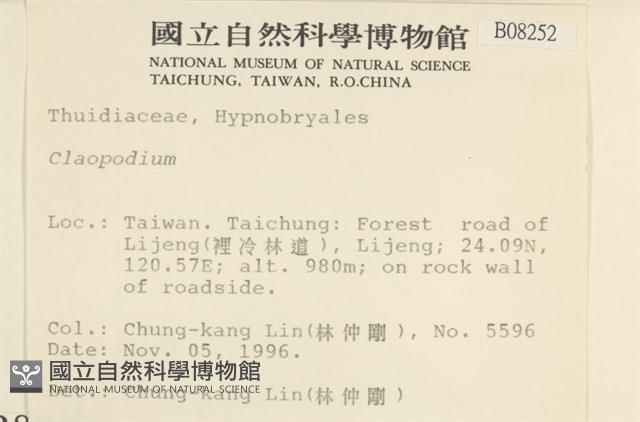 國立自然科學博物館
B08252
NATIONAL MUSEUM OF NATURAL SCIENCE
TAICHUNG, TAIWAN, R.O.CHINA
Thuidiaceae, Hypnobryales
Claopodium
Loc.: Taiwan. Taichung: Forest road of
Lijeng(裡冷林道), Lijeng; 24.09N,
120.57E; alt. 980m; on rock wall
of roadside.
Col.: Chung-kang Lin(林仲剛), No. 5596
Date: Nov. 05, 1996.
國立自然科學博物館
NATIONAL MUSEUM OF NATURAL SCIENCE
Det.: Chung-kang Lin(林仲剛)